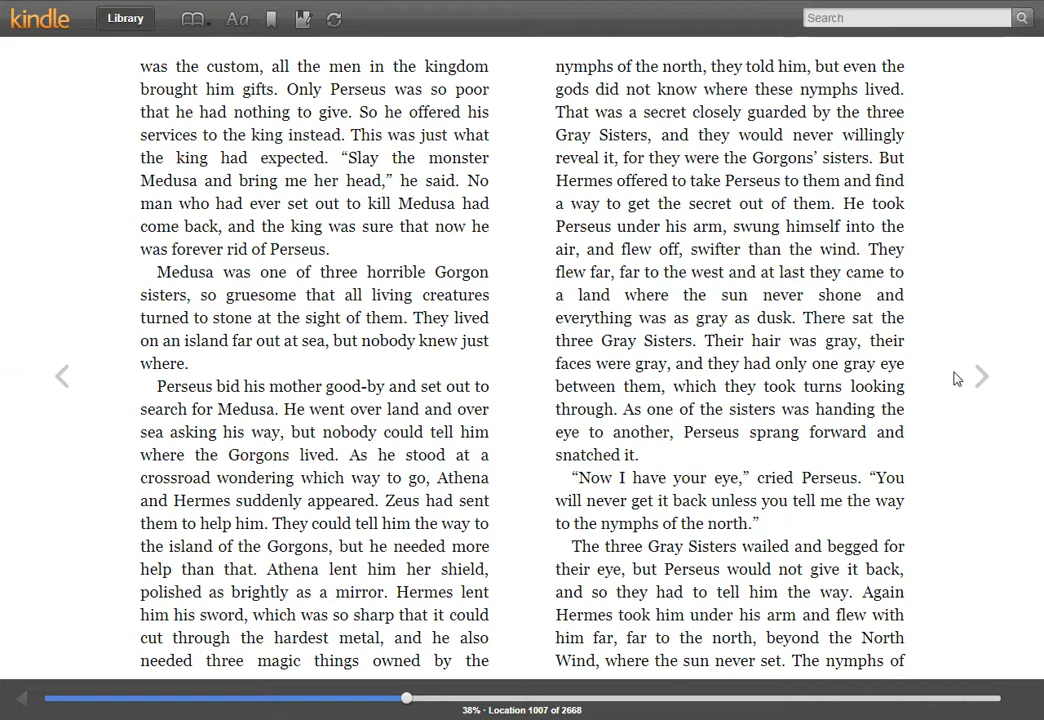 kindle
Library
Aa
Search
was the custom, all the men in the kingdom
brought him gifts. Only Perseus was so poor
that he had nothing to give. So he offered his
services to the king instead. This was just what
the king had expected. “Slay the monster
Medusa and bring me her head,” he said. No
man who had ever set out to kill Medusa had
come back, and the king was sure that now he
was forever rid of Perseus.
Medusa was one of three horrible Gorgon
sisters, so gruesome that all living creatures
turned to stone at the sight of them. They lived
on an island far out at sea, but nobody knew just
where.
Perseus bid his mother good-by and set out to
search for Medusa. He went over land and over
sea asking his way, but nobody could tell him
where the Gorgons lived. As he stood at a
crossroad wondering which way to go, Athena
and Hermes suddenly appeared. Zeus had sent
them to help him. They could tell him the way to
the island of the Gorgons, but he needed more
help than that. Athena lent him her shield,
polished as brightly as a mirror. Hermes lent
him his sword, which was so sharp that it could
cut through the hardest metal, and he also
needed three magic things owned by the
nymphs of the north, they told him, but even the
gods did not know where these nymphs lived.
That was a secret closely guarded by the three
Gray Sisters, and they would never willingly
reveal it, for they were the Gorgons’ sisters. But
Hermes offered to take Perseus to them and find
a way to get the secret out of them. He took
Perseus under his arm, swung himself into the
air, and flew off, swifter than the wind. They
flew far, far to the west and at last they came to
a land where the sun never shone and
everything was as gray as dusk. There sat the
three Gray Sisters. Their hair was gray, their
faces were gray, and they had only one gray eye
between them, which they took turns looking
through. As one of the sisters was handing the
eye to another, Perseus sprang forward and
snatched it.
“Now I have your eye,” cried Perseus. “You
will never get it back unless you tell me the way
to the nymphs of the north.”
The three Gray Sisters wailed and begged for
their eye, but Perseus would not give it back,
and so they had to tell him the way. Again
Hermes took him under his arm and flew with
him far, far to the north, beyond the North
Wind, where the sun never set. The nymphs of
38% · Location 1007 of 2668